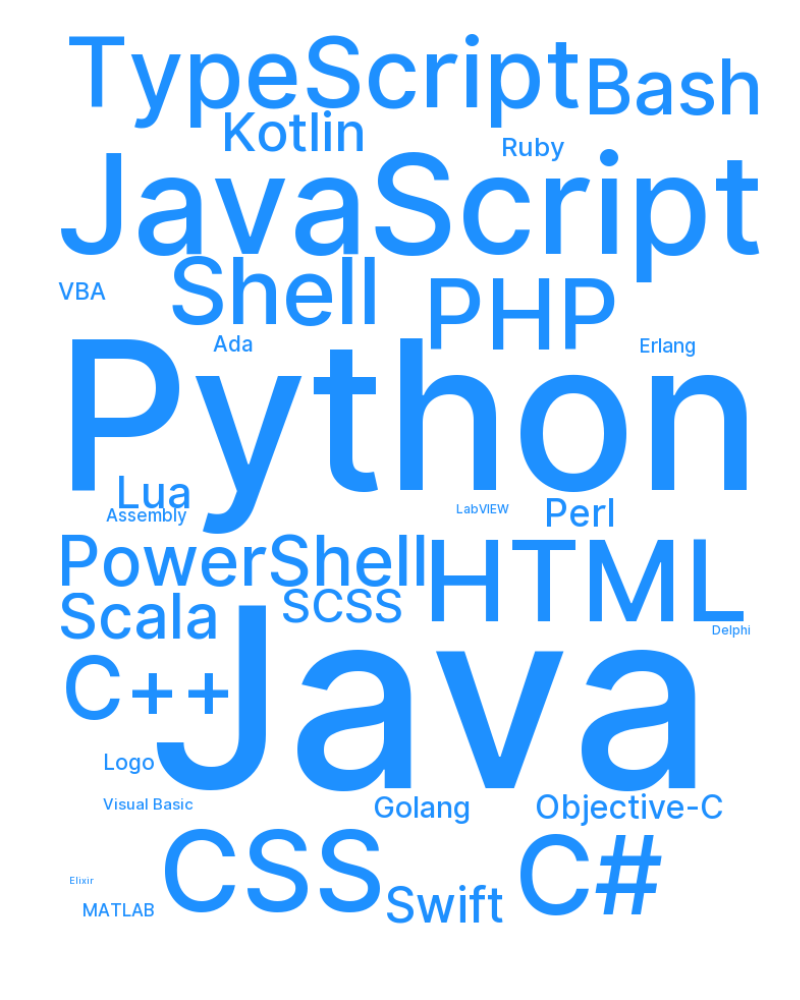 TypeScript
Bash
Kotlin
Ruby
JavaScript
Shell
VBA
PHP
Ada
Erlang
Python
Lua
Assembly
LabVIEW
Perl
PowerShell
HTML
Scala
SCSS
Delphi
Java
C++
Logo
Visual Basic
Golang
Objective-C
CSS
C#
Elixir
Swift
MATLAB